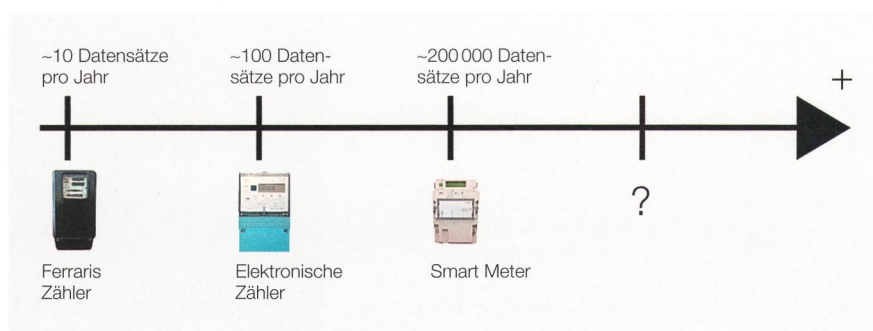 ~10 Datensätze
pro Jahr
~100 Daten-
sätze pro Jahr
~200 000 Daten-
sätze pro Jahr
+
?
Ferraris
Zähler
Elektronische
Zähler
Smart Meter